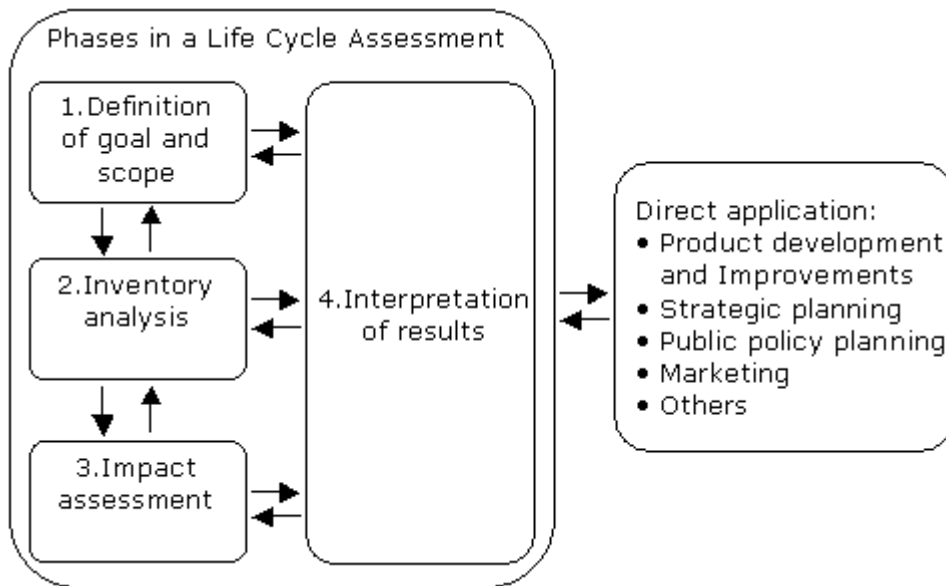 Phases in a Life Cycle Assessment
1.Definition
of goal and
scope
2.Inventory
analysis
3.Impact
assessment
4.Interpretation
of results
Direct application:
• Product development
and Improvements
• Strategic planning
• Public policy planning
• Marketing
• Others